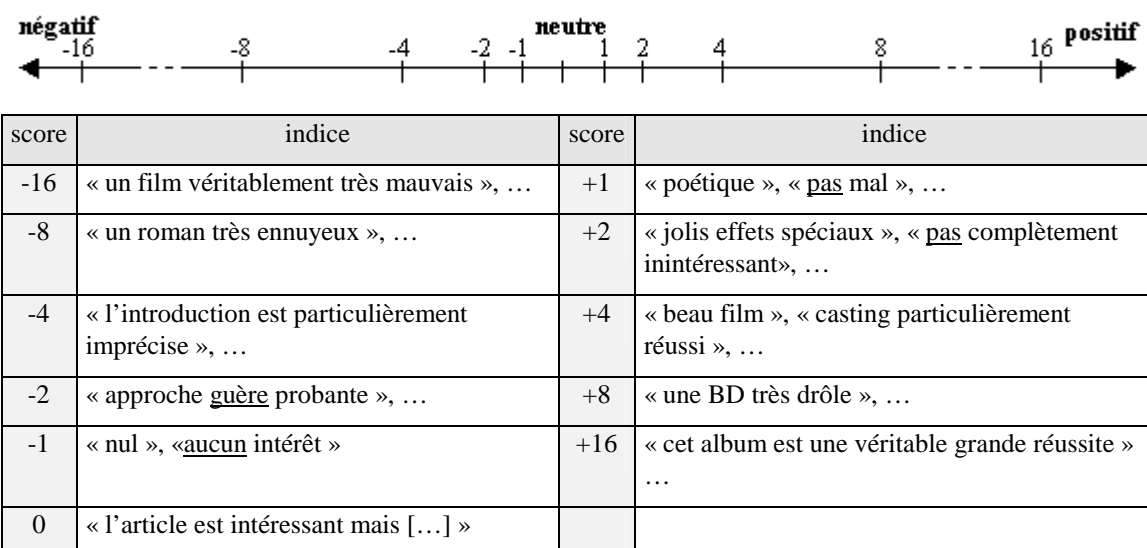 négatif neutre positif
-16 -8 -4 -2 -1 1 2 4 8 16
score indice score indice
-16 « un film véritablement très mauvais », … +1 « poétique », « pas mal », …
-8 « un roman très ennuyeux », … +2 « jolis effets spéciaux », « pas complètement
inintéressant», …
-4 « l’introduction est particulièrement
imprécise », … +4 « beau film », « casting particulièrement
réussi », …
-2 « approche guère probante », … +8 « une BD très drôle », …
-1 « nul », «aucun intérêt » +16 « cet album est une véritable grande réussite »
…
0 « l’article est intéressant mais […] »